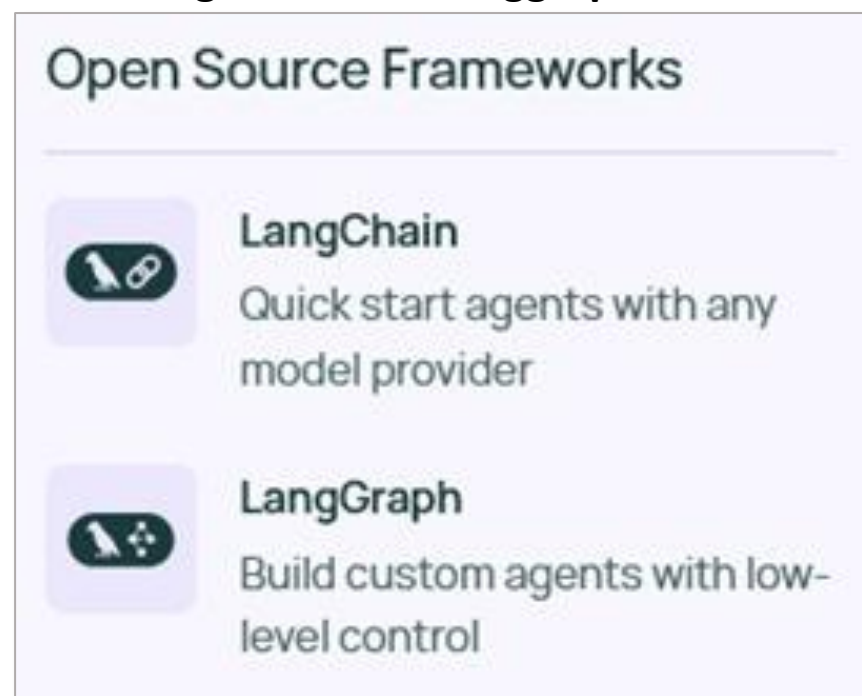 Open Source Frameworks
LangChain
Quick start agents with any
model provider
LangGraph
Build custom agents with low-
level control